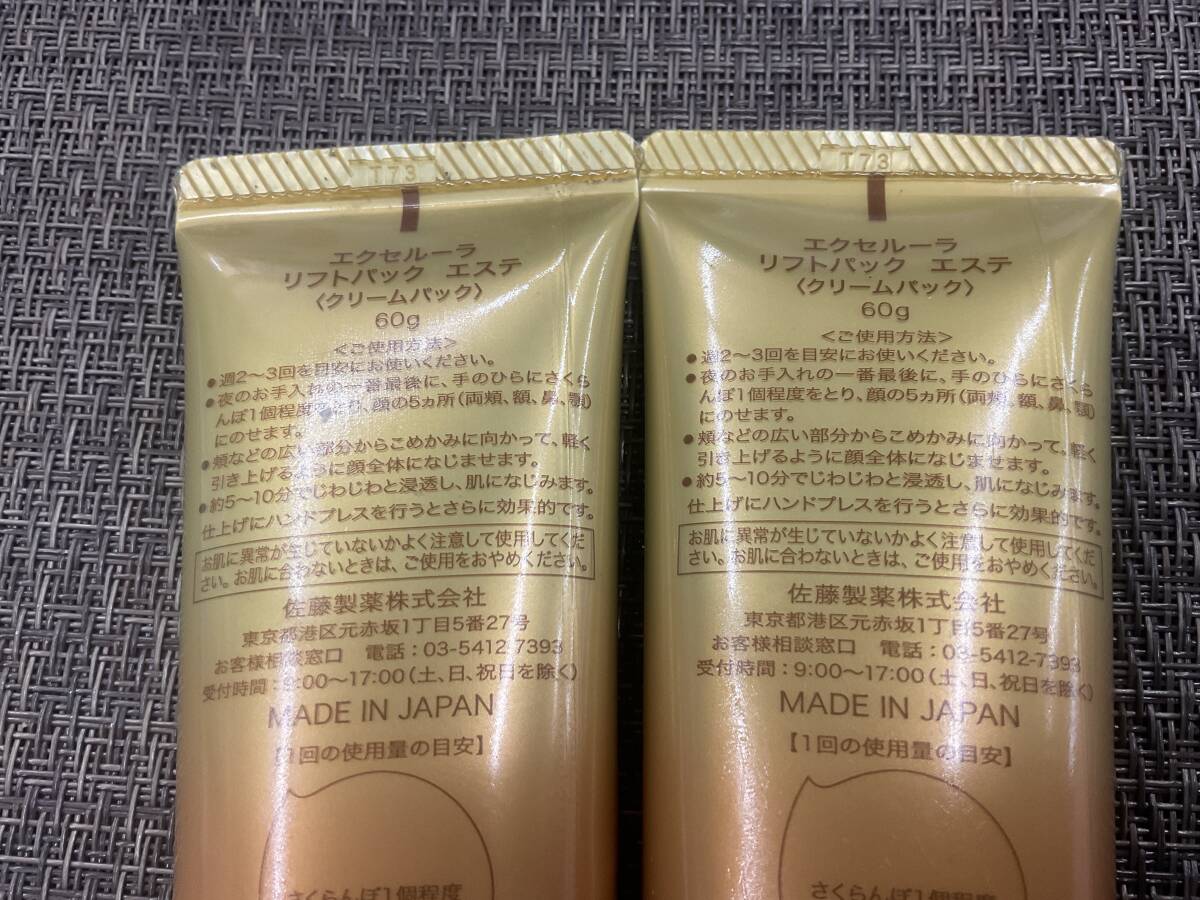 T73
エクセルーラ
リフトパック エステ
〈クリームパック〉
60g
＜ご使用方法＞
●週2〜3回を目安にお使いください。
●夜のお手入れの一番最後に、手のひらにさくら
んぼ1個程度をとり、顔の5ヵ所（両頬、額、鼻、顎）
にのせます。
●頬などの広い部分からこめかみに向かって、軽く
引き上げるように顔全体になじませます。
●約5〜10分でじわじわと浸透し、肌になじみます。
仕上げにハンドプレスを行うとさらに効果的です。
お肌に異常が生じていないかよく注意して使用してくだ
さい。お肌に合わないときは、ご使用をおやめください。
佐藤製薬株式会社
東京都港区元赤坂1丁目5番27号
お客様相談窓口 電話：03-5412-7393
受付時間：9:00〜17:00（土、日、祝日を除く）
MADE IN JAPAN
【1回の使用量の目安】
さくらんぼ1個程度
T73
エクセルーラ
リフトパック エステ
〈クリームパック〉
60g
＜ご使用方法＞
●週2〜3回を目安にお使いください。
●夜のお手入れの一番最後に、手のひらにさくら
んぼ1個程度をとり、顔の5ヵ所（両頬、額、鼻、顎）
にのせます。
●頬などの広い部分からこめかみに向かって、軽く
引き上げるように顔全体になじませます。
●約5〜10分でじわじわと浸透し、肌になじみます。
仕上げにハンドプレスを行うとさらに効果的です。
お肌に異常が生じていないかよく注意して使用してくだ
さい。お肌に合わないときは、ご使用をおやめください。
佐藤製薬株式会社
東京都港区元赤坂1丁目5番27号
お客様相談窓口 電話：03-5412-7393
受付時間：9:00〜17:00（土、日、祝日を除く）
MADE IN JAPAN
【1回の使用量の目安】
さくらんぼ1個程度